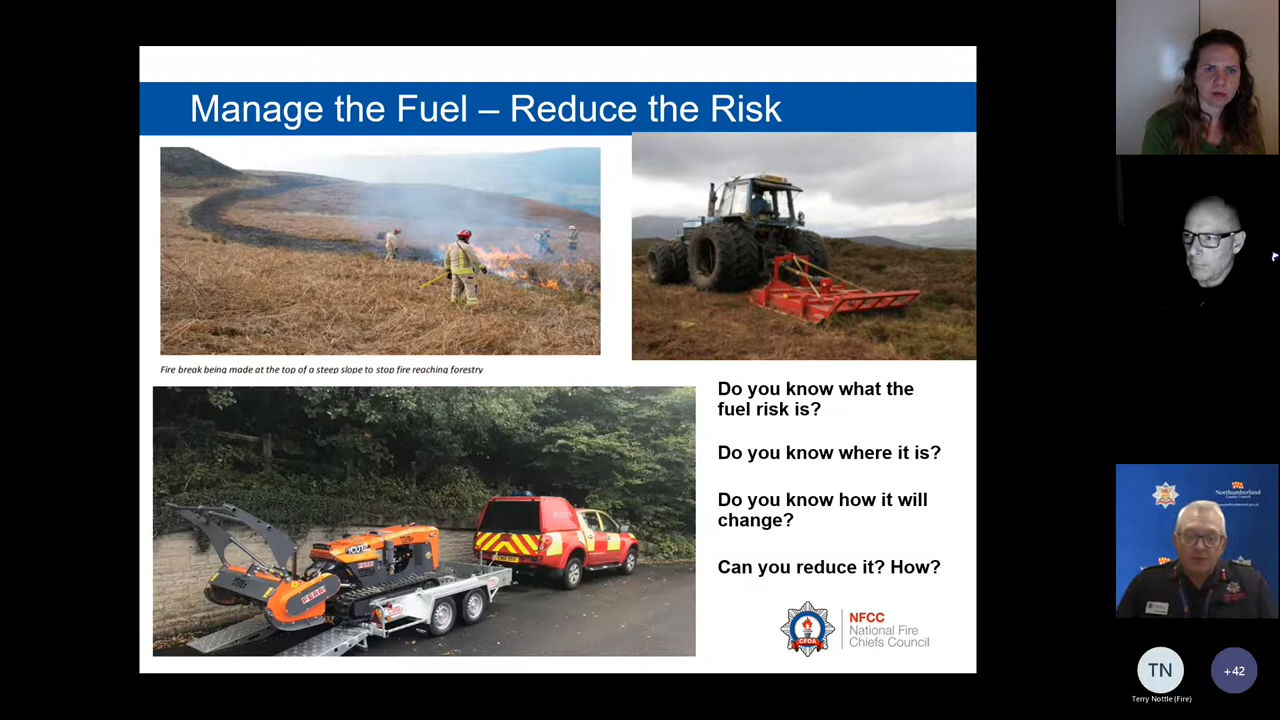 Manage the Fuel – Reduce the Risk
Fire break being made at the top of a steep slope to stop fire reaching forestry
Do you know what the
fuel risk is?
Do you know where it is?
Do you know how it will
change?
Can you reduce it? How?
CFOA
NFCC
National Fire
Chiefs Council
FERRI
Northumberland
TN
+42
Terry Nottle (Fire)